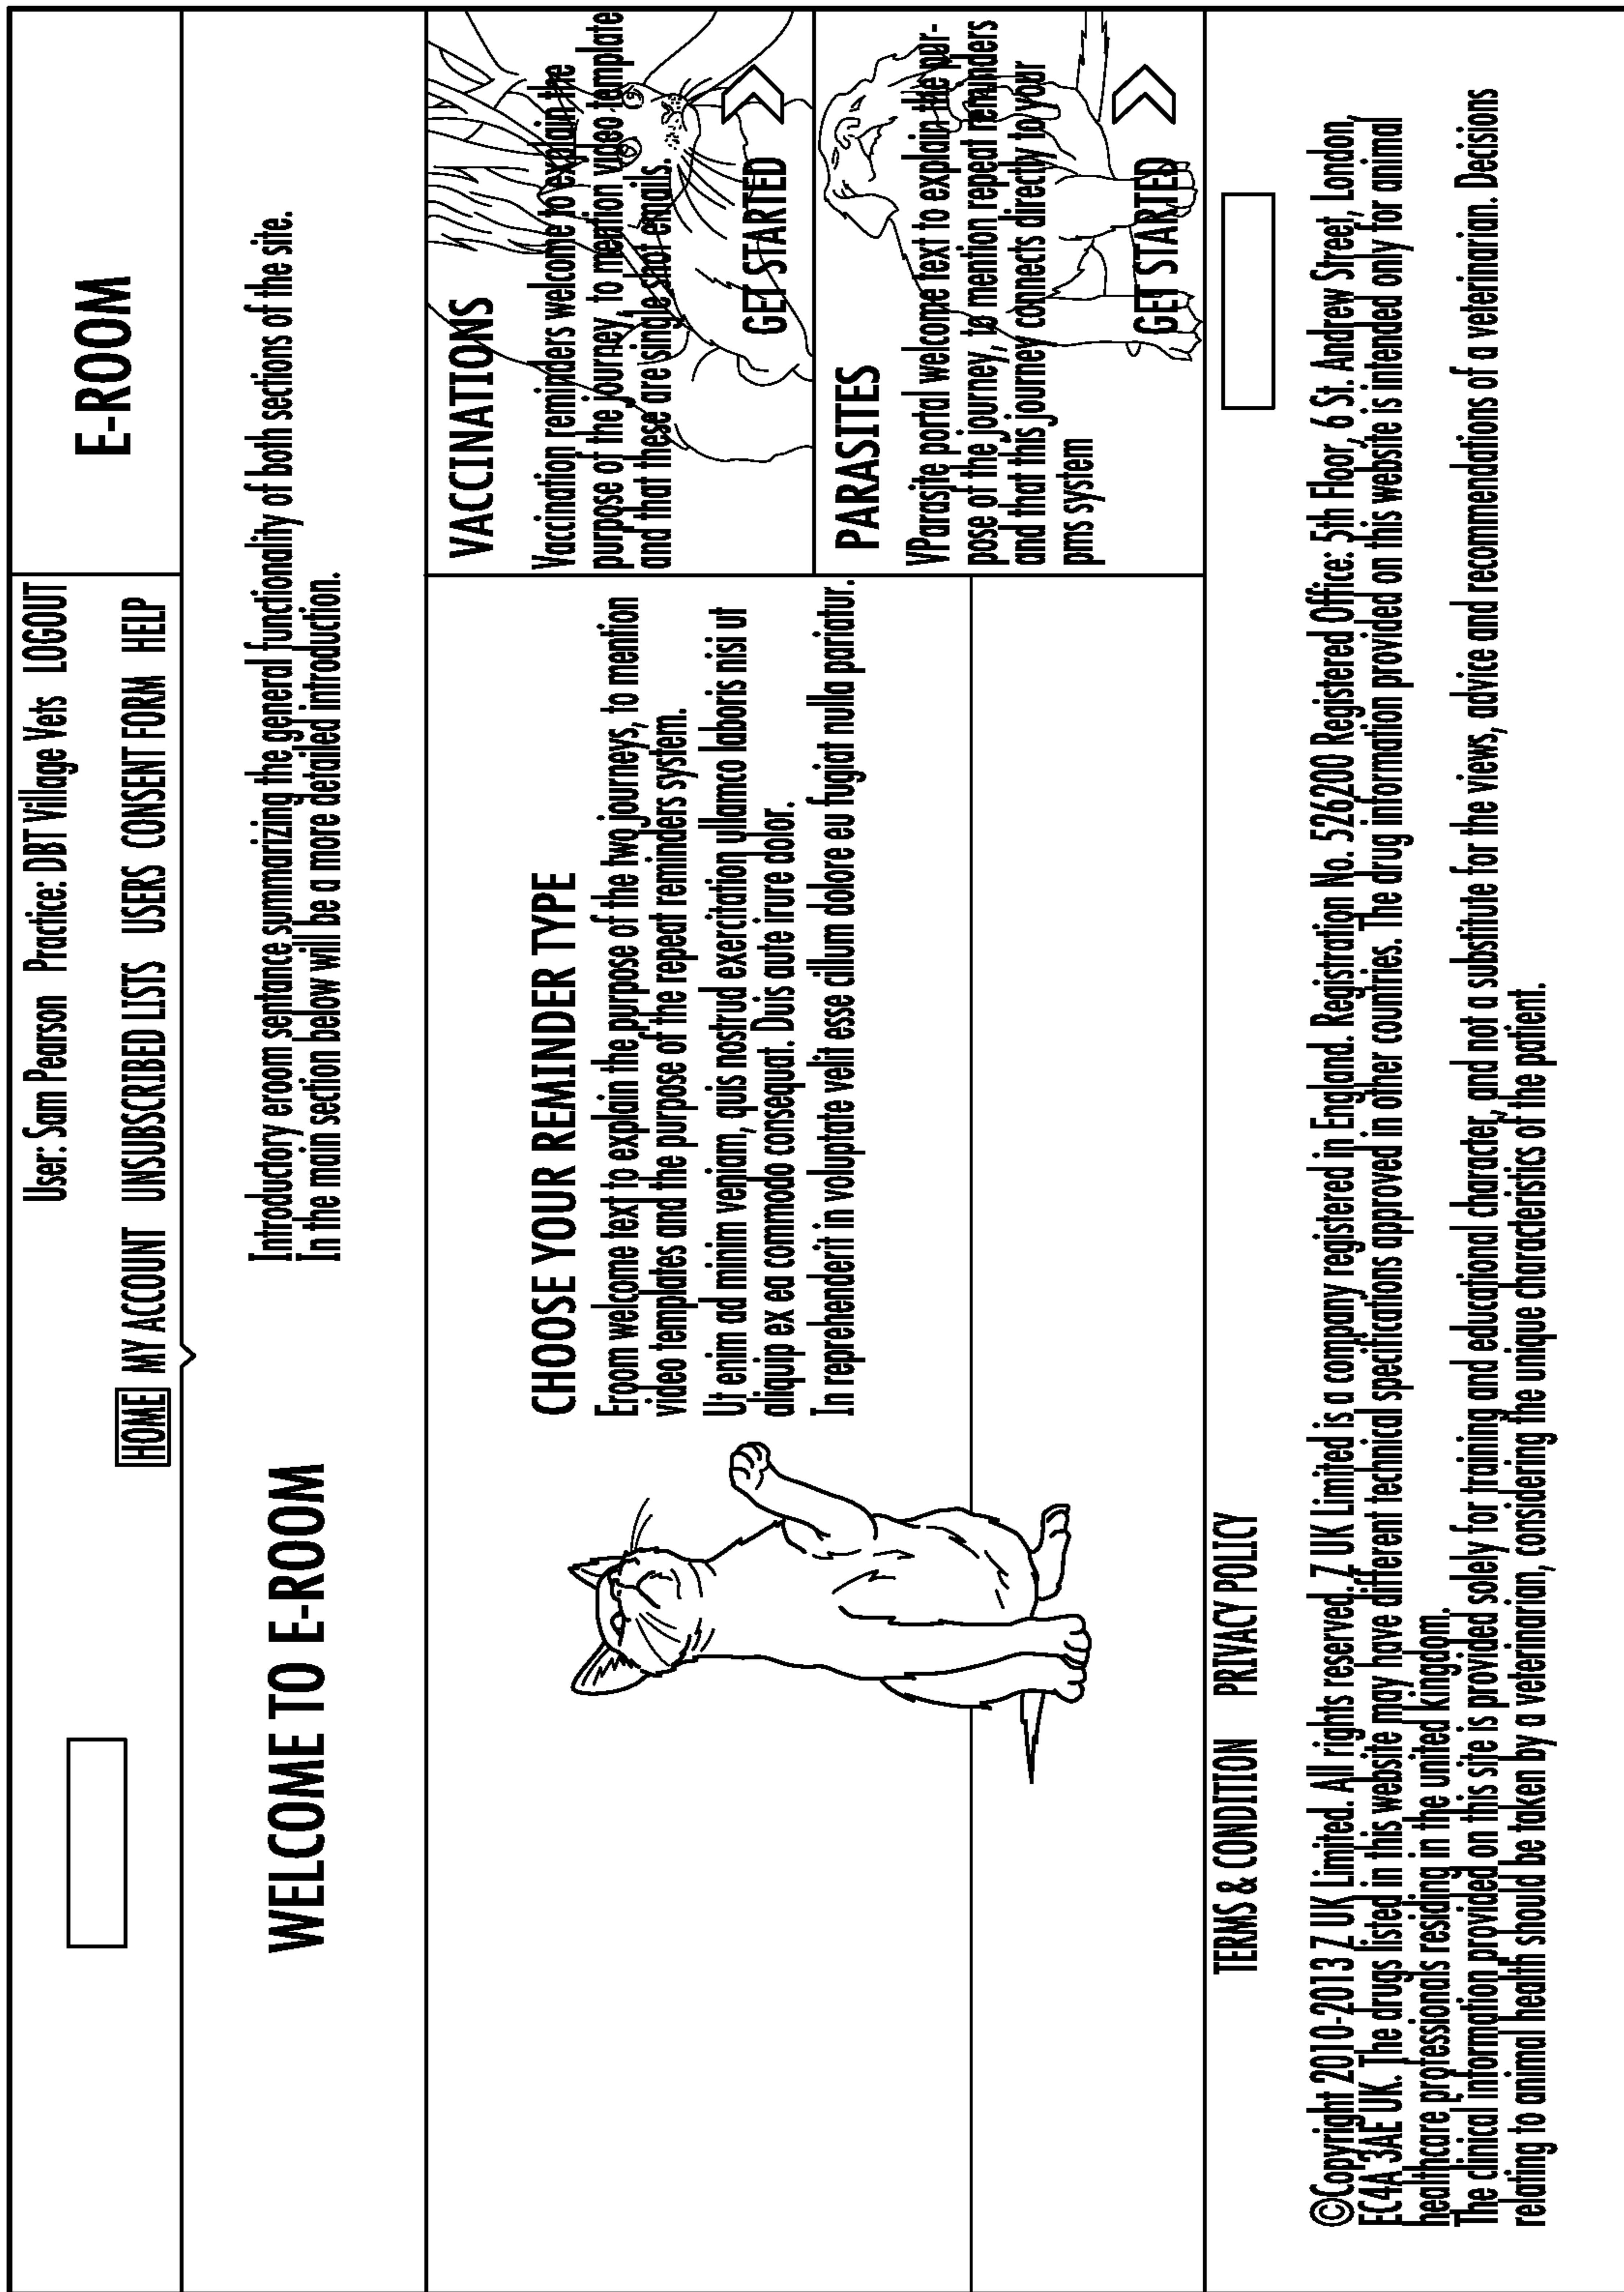 User: Sam Pearson Practice: DBT Village Vets LOGOUT
E-ROOM
HOME MY ACCOUNT UNSUBSCRIBED LISTS USERS CONSENT FORM HELP
WELCOME TO E-ROOM
Introductory eroom sentance summarizing the general functionality of both sections of the site.
In the main section below will be a more detailed introduction.
CHOOSE YOUR REMINDER TYPE
Eroom welcome text to explain the purpose of the two journeys, to mention
video templates and the purpose of the repeat reminders system.
Ut enim ad minim veniam, quis nostrud exercitation ullamco laboris nisi ut
aliquip ex ea commodo consequat. Duis aute irure dolor.
In reprehenderit in voluptate velit esse cillum dolore eu fugiat nulla pariatur.
VACCINATIONS
Vaccination reminders welcome to explain the
purpose of the journey, to mention video template
and that these are single shot emails.
GET STARTED
PARASITES
VParasite portal welcome text to explain the pur-
pose of the journey, to mention repeat reminders
and that this journey connects directly to your
pms system
GET STARTED
TERMS & CONDITION PRIVACY POLICY
©Copyright 2010-2013 Z UK Limited. All rights reserved. Z UK Limited is a company registered in England. Registration No. 526200 Registered Office: 5th Floor, 6 St. Andrew Street, London,
EC4A 3AE UK. The drugs listed in this website may have different technical specifications approved in other countries. The drug information provided on this website is intended only for animal
healthcare professionals residing in the united kingdom.
The clinical information provided on this site is provided solely for training and educational character, and not a substitute for the views, advice and recommendations of a veterinarian. Decisions
relating to animal health should be taken by a veterinarian, considering the unique characteristics of the patient.